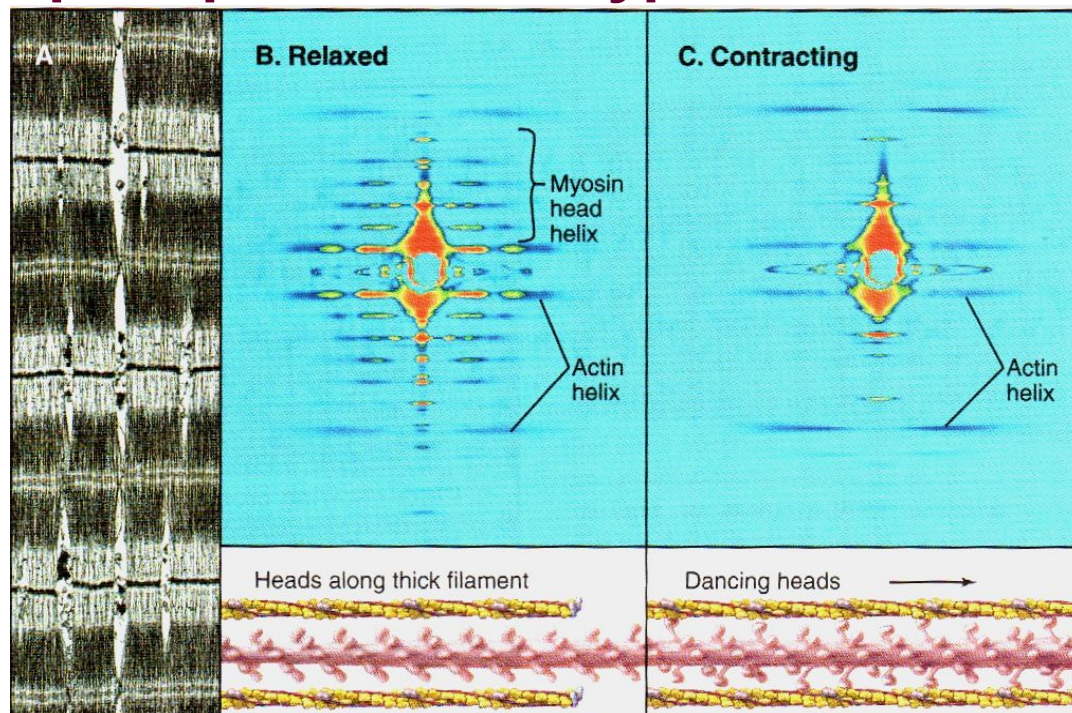 A
B. Relaxed
C. Contracting
Myosin
head
helix
Actin
helix
Actin
helix
Heads along thick filament
Dancing heads